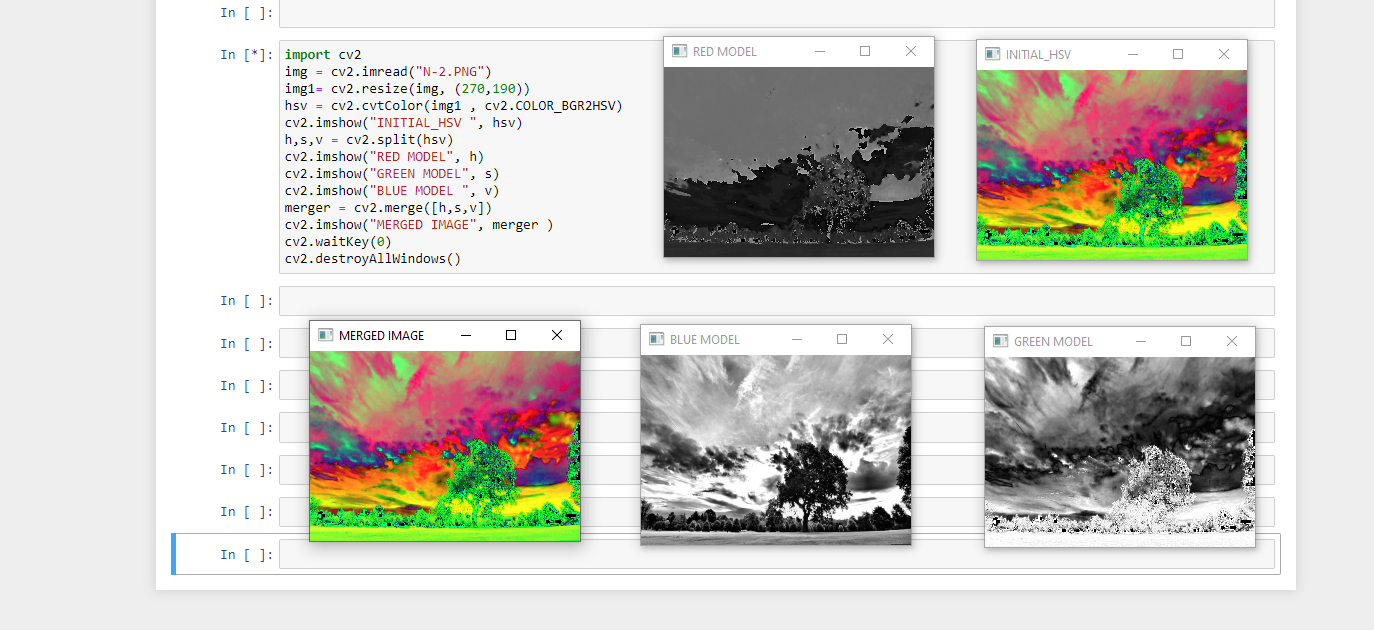 In [ ]:
In [*]:
import cv2
img = cv2.imread("N-2.PNG")
img1= cv2.resize(img, (270,190))
hsv = cv2.cvtColor(img1 , cv2.COLOR_BGR2HSV)
cv2.imshow("INITIAL_HSV ", hsv)
h,s,v = cv2.split(hsv)
cv2.imshow("RED MODEL", h)
cv2.imshow("GREEN MODEL", s)
cv2.imshow("BLUE MODEL ", v)
merger = cv2.merge([h,s,v])
cv2.imshow("MERGED IMAGE", merger )
cv2.waitKey(0)
cv2.destroyAllWindows()
RED MODEL
INITIAL_HSV
In [ ]:
MERGED IMAGE
BLUE MODEL
GREEN MODEL
In [ ]:
In [ ]:
In [ ]:
In [ ]:
In [ ]:
In [ ]: